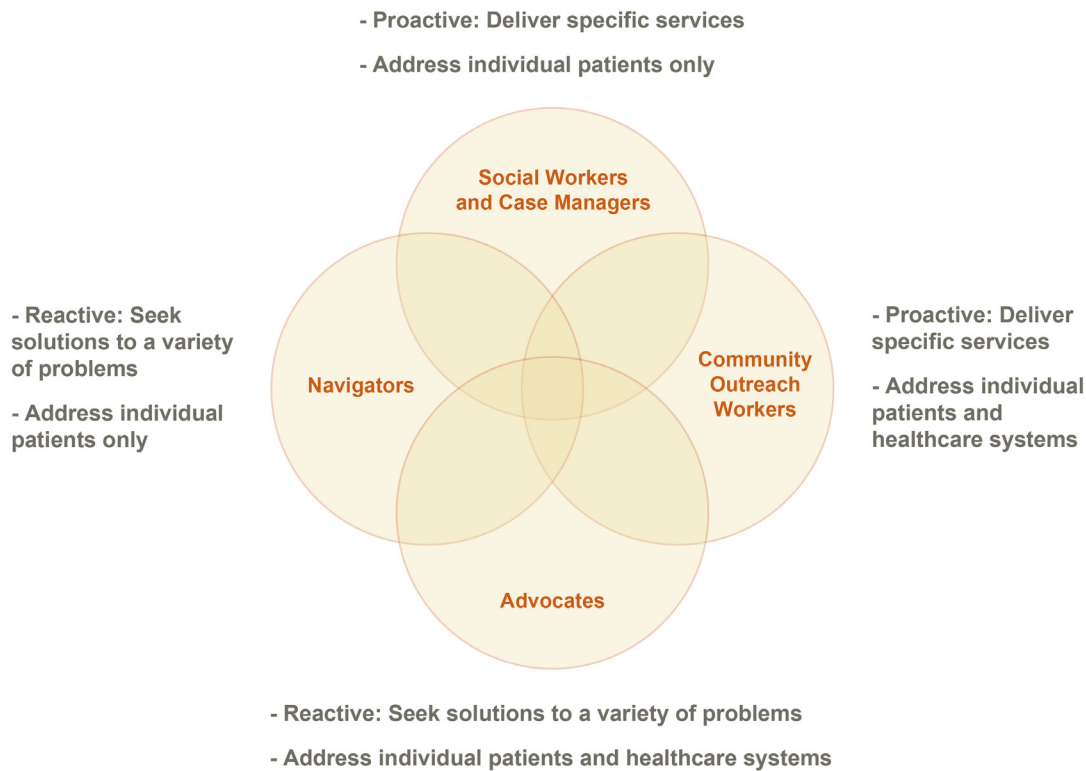 - Proactive: Deliver specific services
- Address individual patients only
Social Workers
and Case Managers
- Reactive: Seek
solutions to a variety
of problems
- Address individual
patients only
Navigators
Community
Outreach
Workers
- Proactive: Deliver
specific services
- Address individual
patients and
healthcare systems
Advocates
- Reactive: Seek solutions to a variety of problems
- Address individual patients and healthcare systems